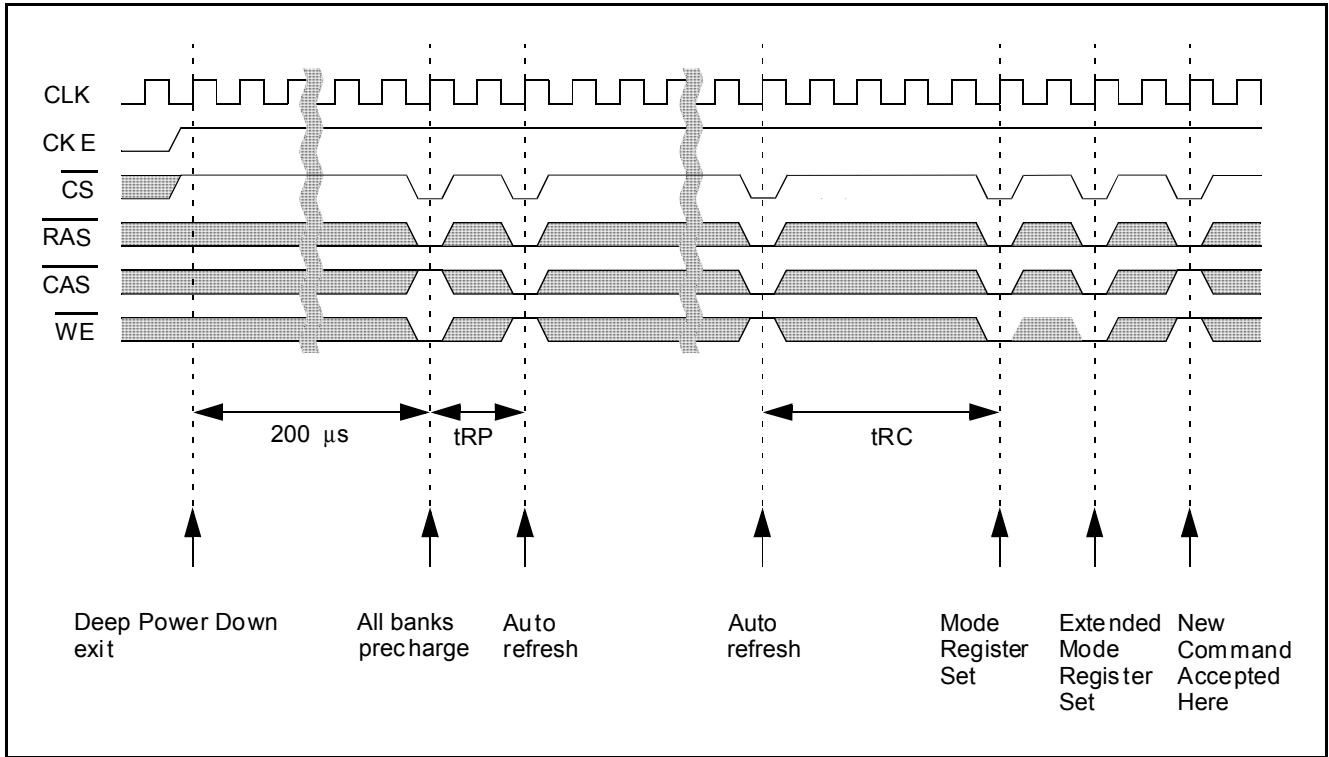 CLK
CKE
CS
RAS
CAS
WE
200 μs
tRP
tRC
Deep Power Down
exit
All banks
precharge
Auto
refresh
Auto
refresh
Mode
Register
Set
Extended
Mode
Register
Set
New
Command
Accepted
Here